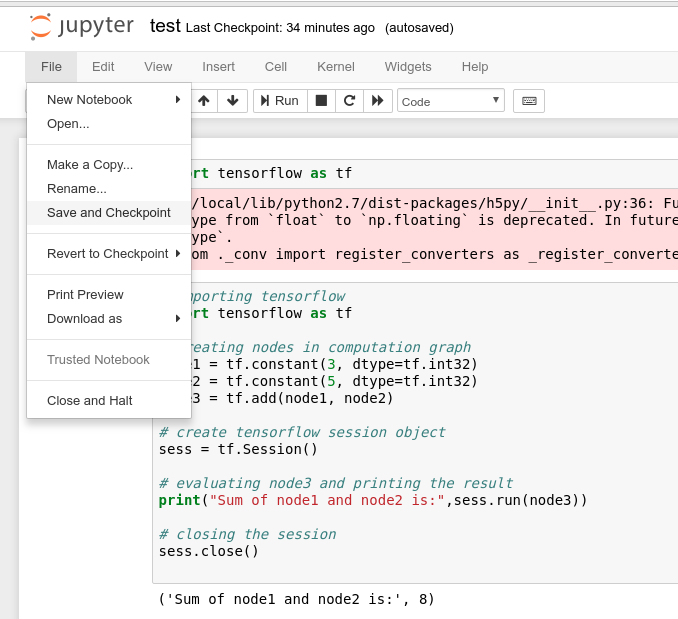 jupyter test Last Checkpoint: 34 minutes ago (autosaved)
File Edit View Insert Cell Kernel Widgets Help
Run Code
New Notebook
Open...
Make a Copy...
Rename...
Save and Checkpoint
Revert to Checkpoint
Print Preview
Download as
Trusted Notebook
Close and Halt
rt tensorflow as tf
/local/lib/python2.7/dist-packages/h5py/__init__.py:36: Fu
ype from `float` to `np.floating` is deprecated. In future
ype`.
om ._conv import register_converters as _register_converte
porting tensorflow
rt tensorflow as tf
reating nodes in computation graph
1 = tf.constant(3, dtype=tf.int32)
2 = tf.constant(5, dtype=tf.int32)
3 = tf.add(node1, node2)
# create tensorflow session object
sess = tf.Session()
# evaluating node3 and printing the result
print("Sum of node1 and node2 is:",sess.run(node3))
# closing the session
sess.close()
('Sum of node1 and node2 is:', 8)